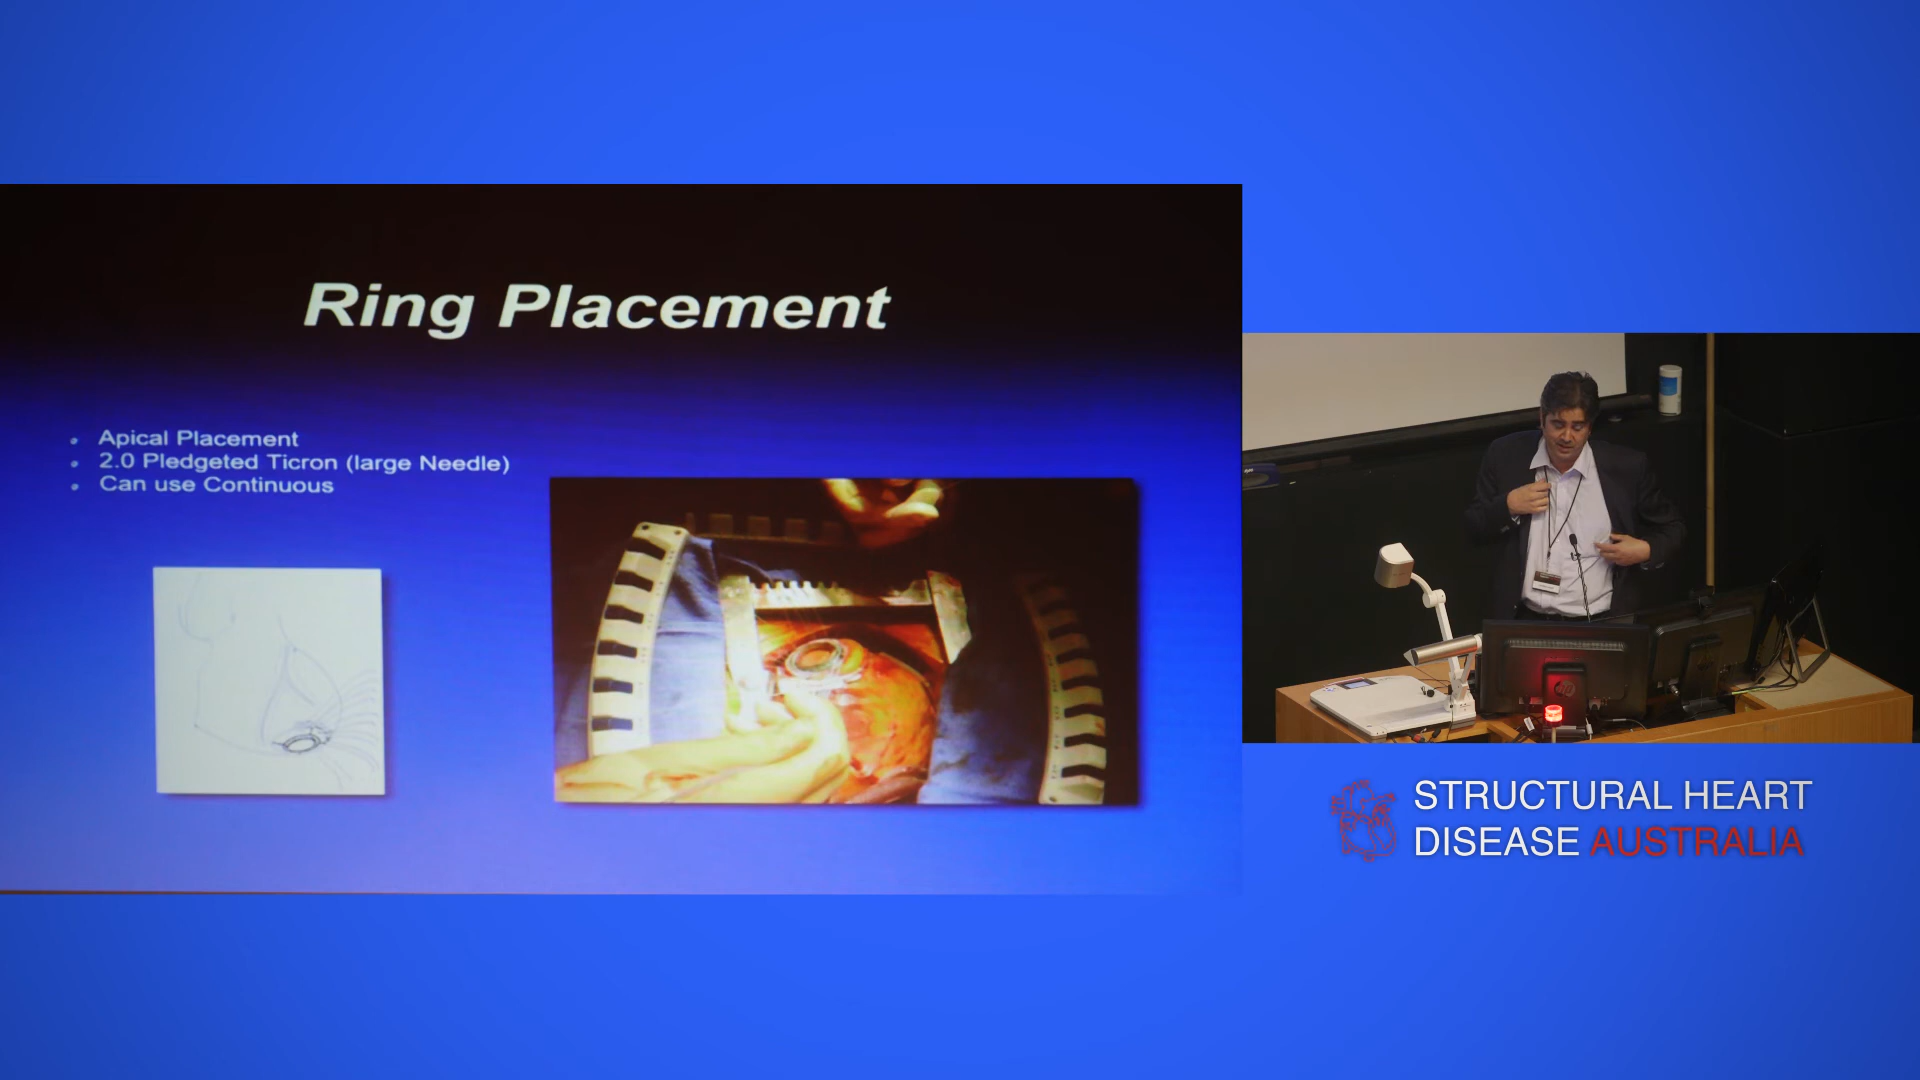 Ring Placement
Apical Placement
2.0 Pledgeted Ticron (large Needle)
Can use Continuous
STRUCTURAL HEART
DISEASE AUSTRALIA